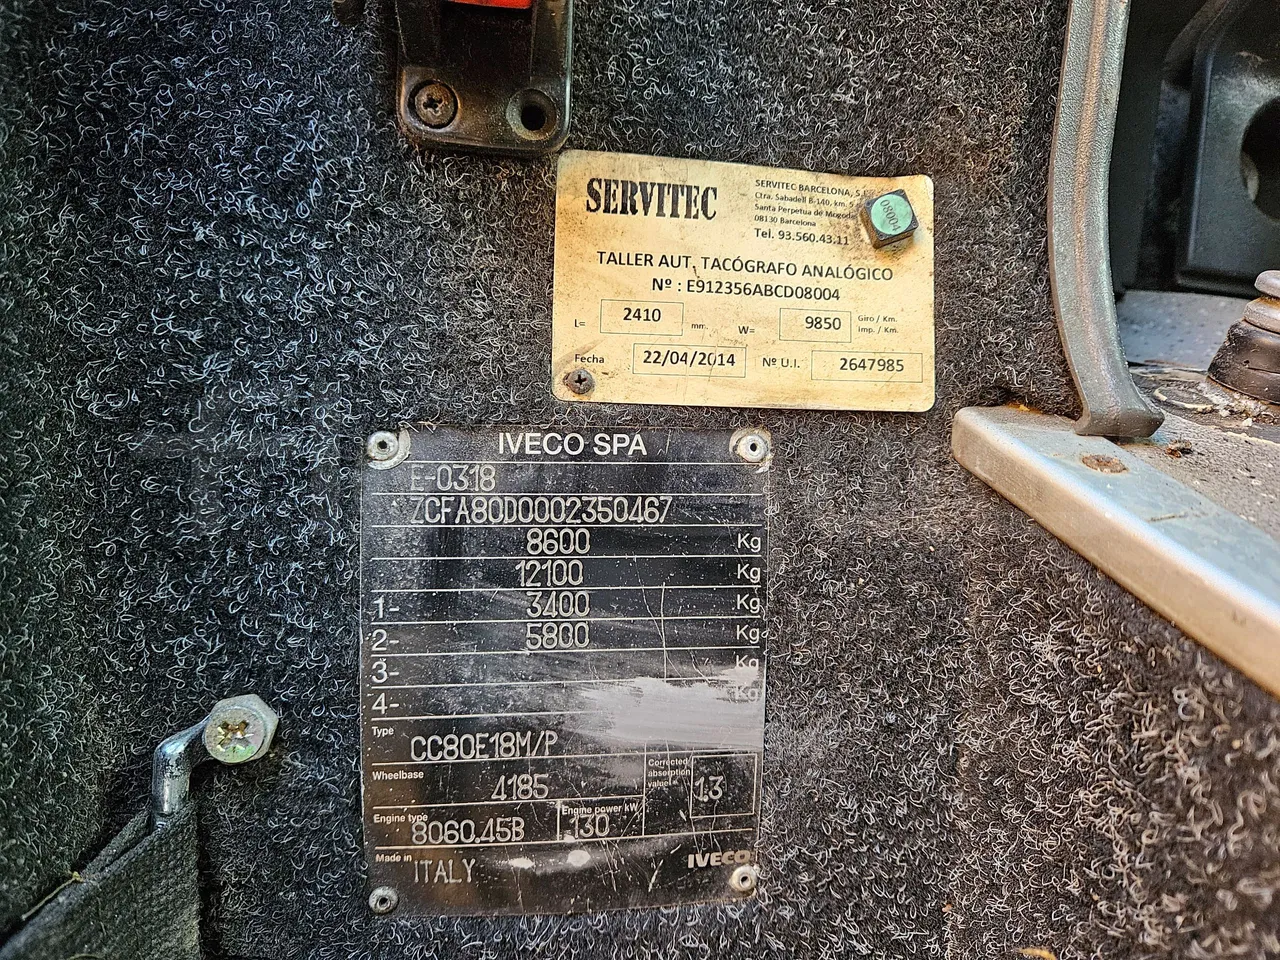 SERVITEC
SERVITEC BARCELONA, S.L
Ctra. Sabadell B-140, km. 5
Santa Perpetua de Mogoda
08130 Barcelona
Tel. 93.560.43.11
08004
TALLER AUT. TACÓGRAFO ANALÓGICO
Nº : E912356ABCD08004
L= 2410 mm. W= 9850 Giro / Km. Imp. / Km.
Fecha 22/04/2014 Nº U.I. 2647985
IVECO SPA
E-0318
ZCFA80D0002350467
8600 Kg
12100 Kg
1- 3400 Kg
2- 5800 Kg
3- Kg
4- Kg
Type CC80E18M/P
Wheelbase 4185
Corrected absorption value 1.3
Engine type 8060.45B Engine power kW 130
Made in ITALY IVECO